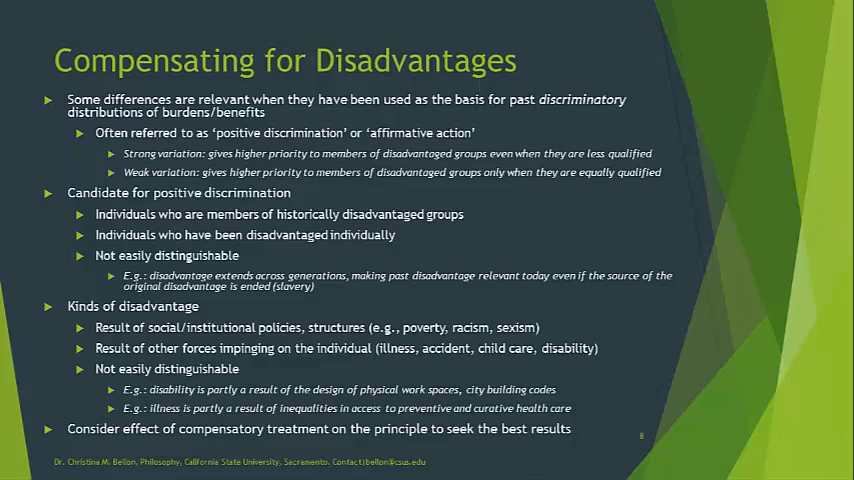 Compensating for Disadvantages
Some differences are relevant when they have been used as the basis for past discriminatory
distributions of burdens/benefits
Often referred to as ‘positive discrimination’ or ‘affirmative action’
Strong variation: gives higher priority to members of disadvantaged groups even when they are less qualified
Weak variation: gives higher priority to members of disadvantaged groups only when they are equally qualified
Candidate for positive discrimination
Individuals who are members of historically disadvantaged groups
Individuals who have been disadvantaged individually
Not easily distinguishable
E.g.: disadvantage extends across generations, making past disadvantage relevant today even if the source of the
original disadvantage is ended (slavery)
Kinds of disadvantage
Result of social/institutional policies, structures (e.g., poverty, racism, sexism)
Result of other forces impinging on the individual (illness, accident, child care, disability)
Not easily distinguishable
E.g.: disability is partly a result of the design of physical work spaces, city building codes
E.g.: illness is partly a result of inequalities in access to preventive and curative health care
Consider effect of compensatory treatment on the principle to seek the best results
8
Dr. Christina M. Bellon, Philosophy, California State University, Sacramento. Contact|bellon@csus.edu